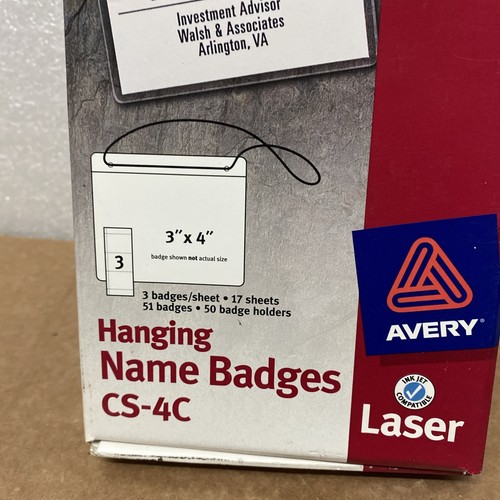 Investment Advisor
Walsh & Associates
Arlington, VA
3" x 4"
badge shown not actual size
3
3 badges/sheet • 17 sheets
51 badges • 50 badge holders
Hanging
Name Badges
CS-4C
AVERY®
INK JET
COMPATIBLE
Laser